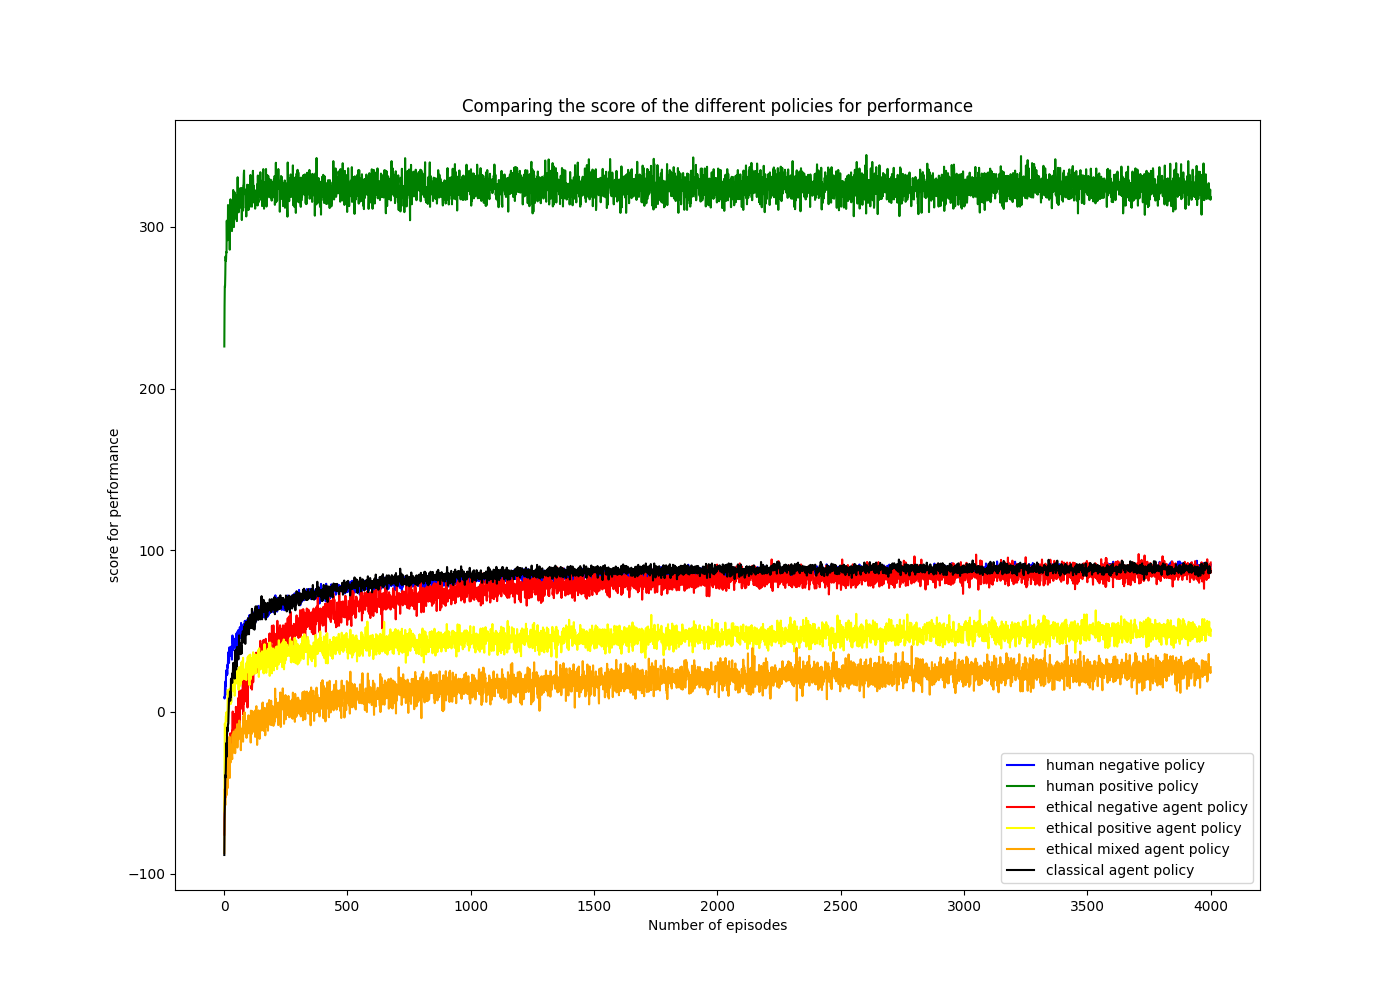 Comparing the score of the different policies for performance
score for performance
300
200
100
0
−100
0 500 1000 1500 2000 2500 3000 3500 4000
Number of episodes
human negative policy
human positive policy
ethical negative agent policy
ethical positive agent policy
ethical mixed agent policy
classical agent policy